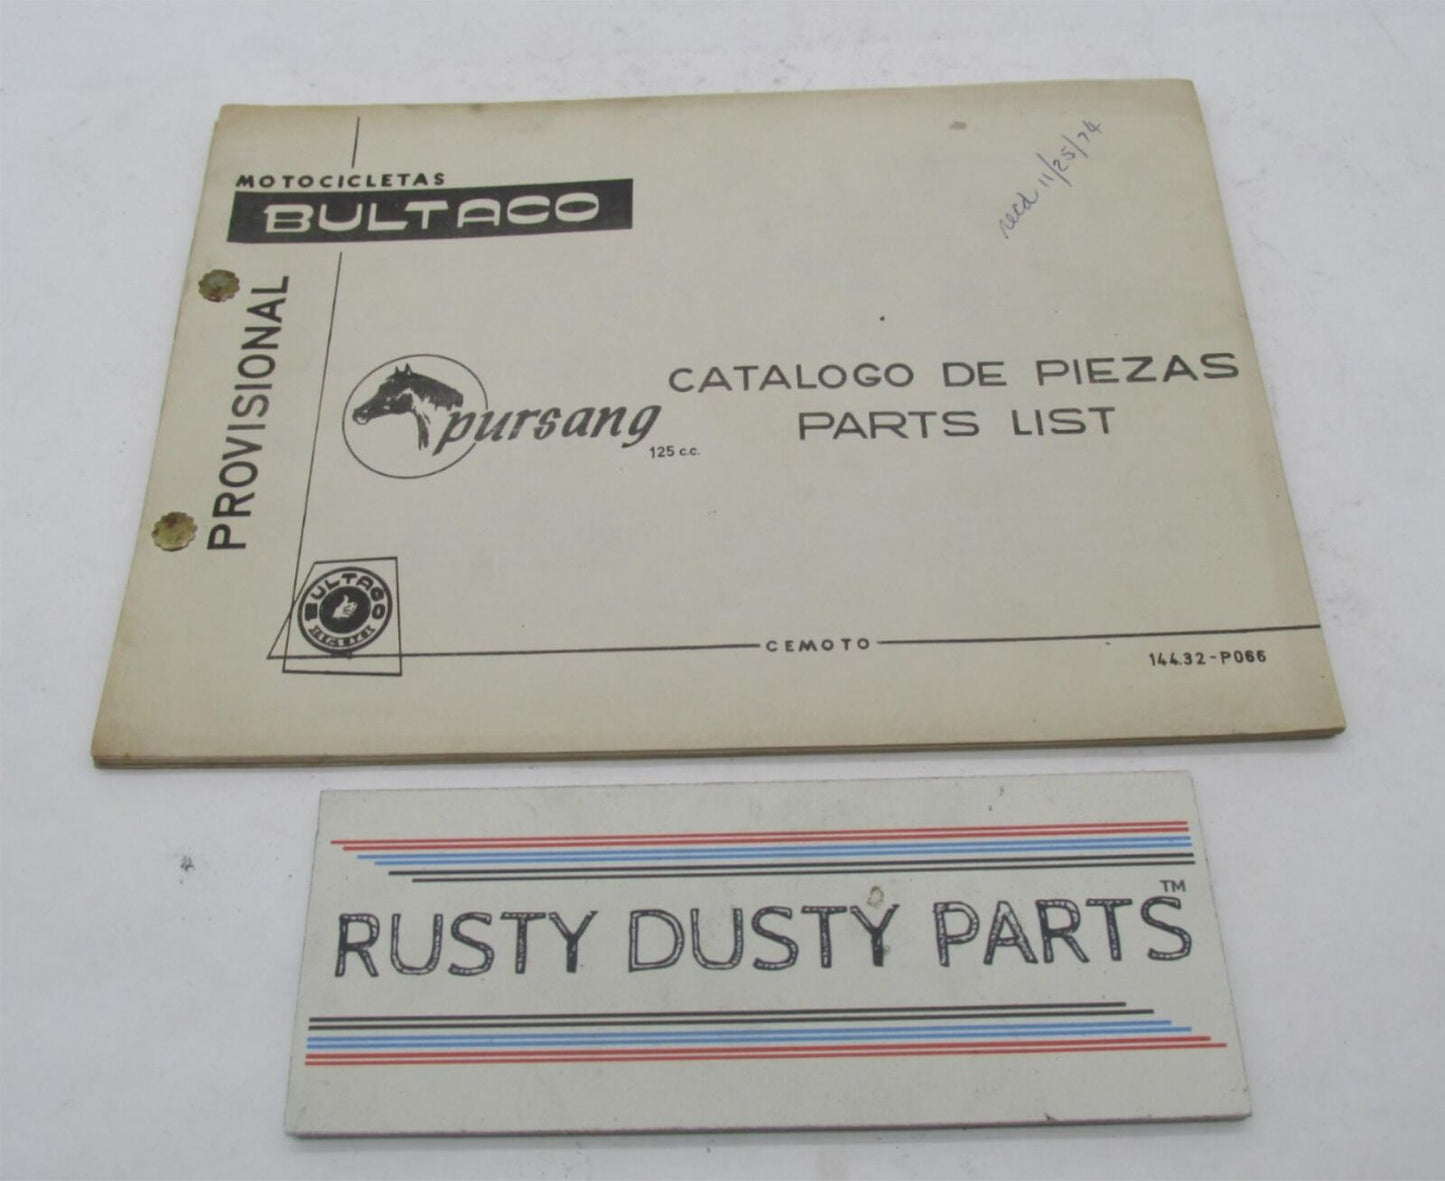 recd 11/25/74
MOTOCICLETAS
BULTACO
PROVISIONAL
pursang
125 c.c.
CATALOGO DE PIEZAS
PARTS LIST
BULTACO
CEMOTO
144.32-P066
RUSTY DUSTY PARTS™